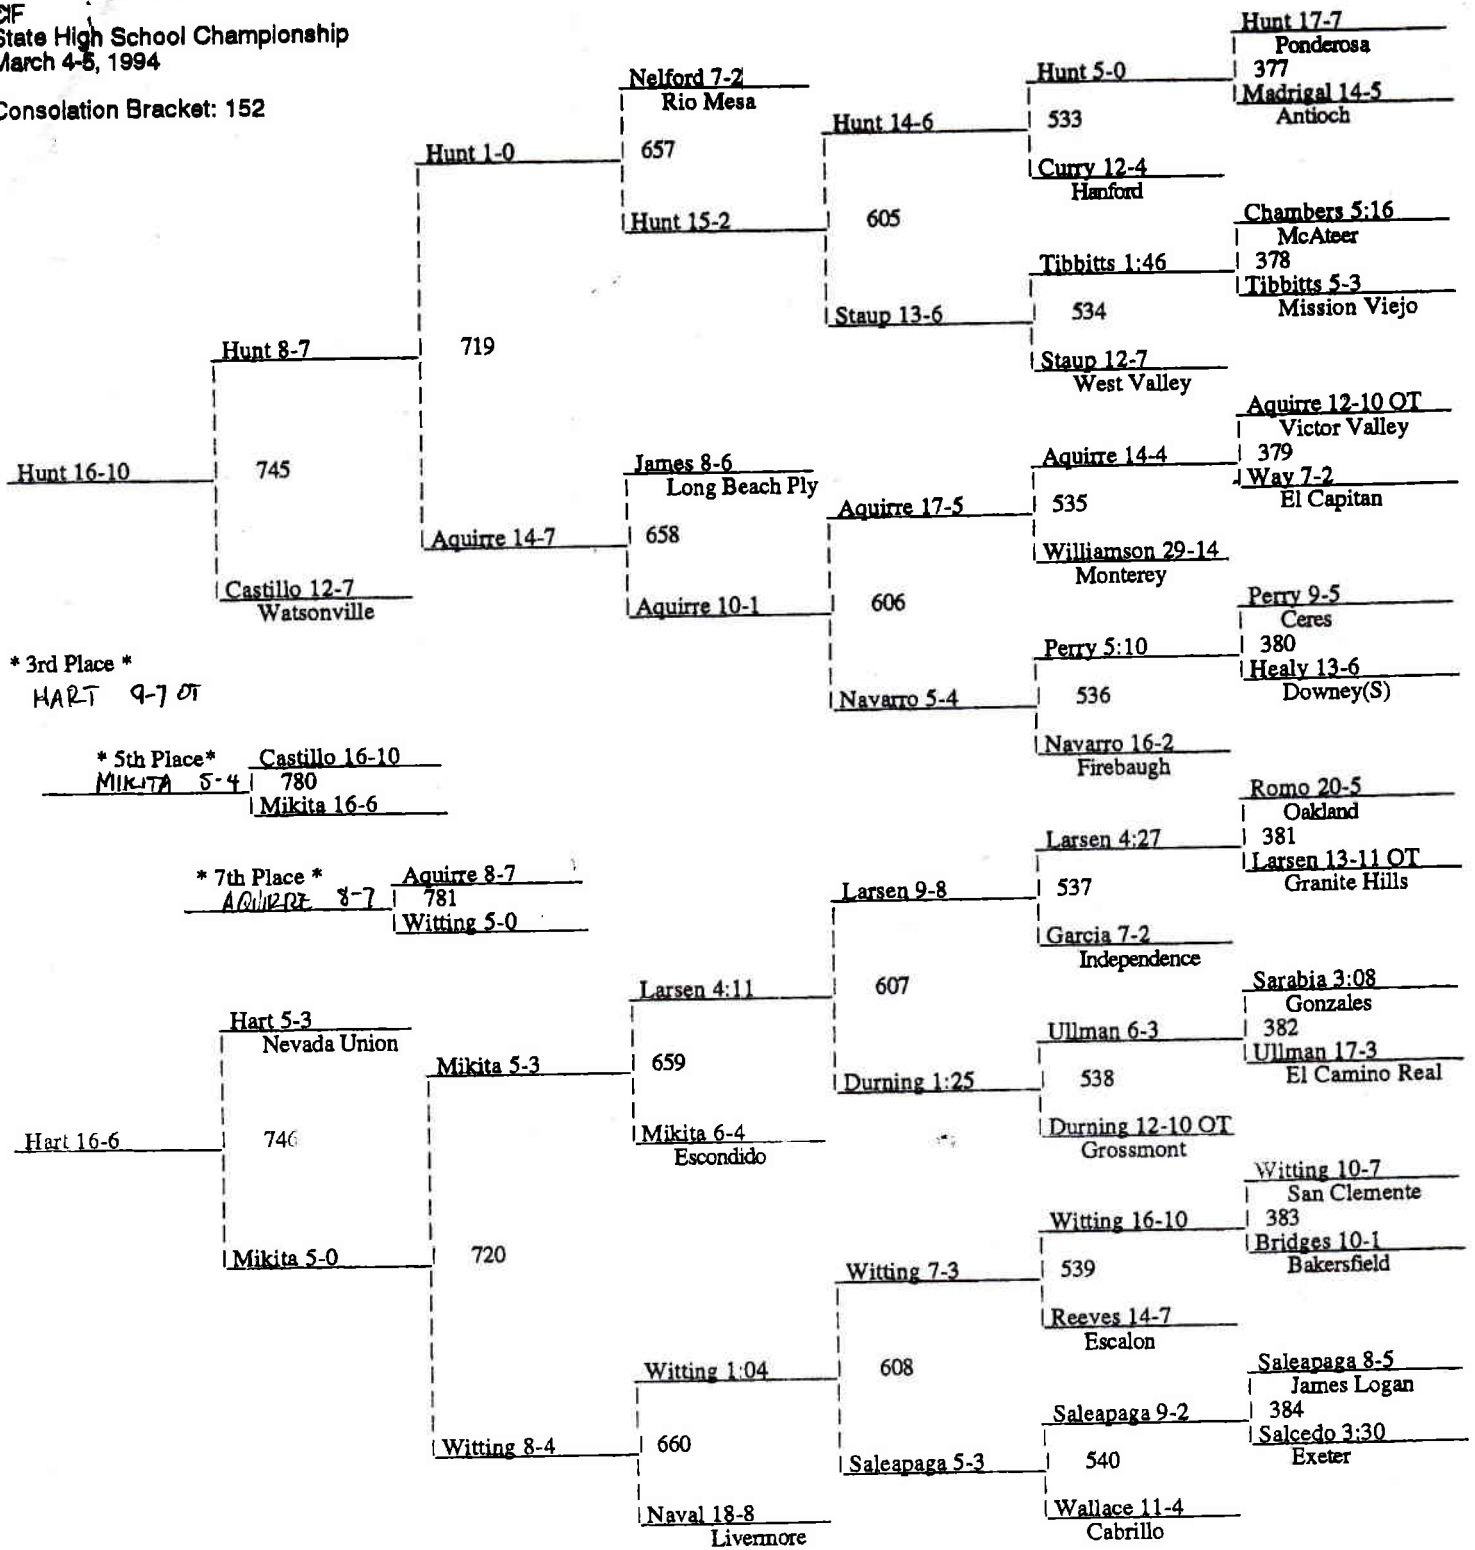 CIF
State High School Championship
March 4-5, 1994
Consolation Bracket: 152
Hunt 17-7
Ponderosa
377
Madrigal 14-5
Antioch
Hunt 5-0
533
Curry 12-4
Hanford
Chambers 5:16
McAteer
378
Tibbitts 5-3
Mission Viejo
Tibbitts 1:46
534
Staup 12-7
West Valley
Aquirre 12-10 OT
Victor Valley
379
Way 7-2
El Capitan
Aquirre 14-4
535
Williamson 29-14
Monterey
Perry 9-5
Ceres
380
Healy 13-6
Downey(S)
Perry 5:10
536
Navarro 16-2
Firebaugh
Romo 20-5
Oakland
381
Larsen 13-11 OT
Granite Hills
Larsen 4:27
537
Garcia 7-2
Independence
Sarabia 3:08
Gonzales
382
Ullman 17-3
El Camino Real
Ullman 6-3
538
Durning 12-10 OT
Grossmont
Witting 10-7
San Clemente
383
Bridges 10-1
Bakersfield
Witting 16-10
539
Reeves 14-7
Escalon
Saleapaga 8-5
James Logan
384
Salcedo 3:30
Exeter
Saleapaga 9-2
540
Wallace 11-4
Cabrillo
Hunt 14-6
605
Staup 13-6
Aquirre 17-5
606
Navarro 5-4
Larsen 9-8
607
Durning 1:25
Witting 7-3
608
Saleapaga 5-3
Nelford 7-2
Rio Mesa
657
Hunt 15-2
James 8-6
Long Beach Ply
658
Aquirre 10-1
Larsen 4:11
659
Mikita 6-4
Escondido
Witting 1:04
660
Naval 18-8
Livermore
Hunt 1-0
719
Aquirre 14-7
Mikita 5-3
720
Witting 8-4
Hunt 8-7
745
Castillo 12-7
Watsonville
Hart 5-3
Nevada Union
746
Mikita 5-0
Hunt 16-10
Hart 16-6
* 3rd Place *
HART 9-7 OT
* 5th Place*
MIKITA 5-4
Castillo 16-10
780
Mikita 16-6
* 7th Place *
AQUIRRE 8-7
Aquirre 8-7
781
Witting 5-0